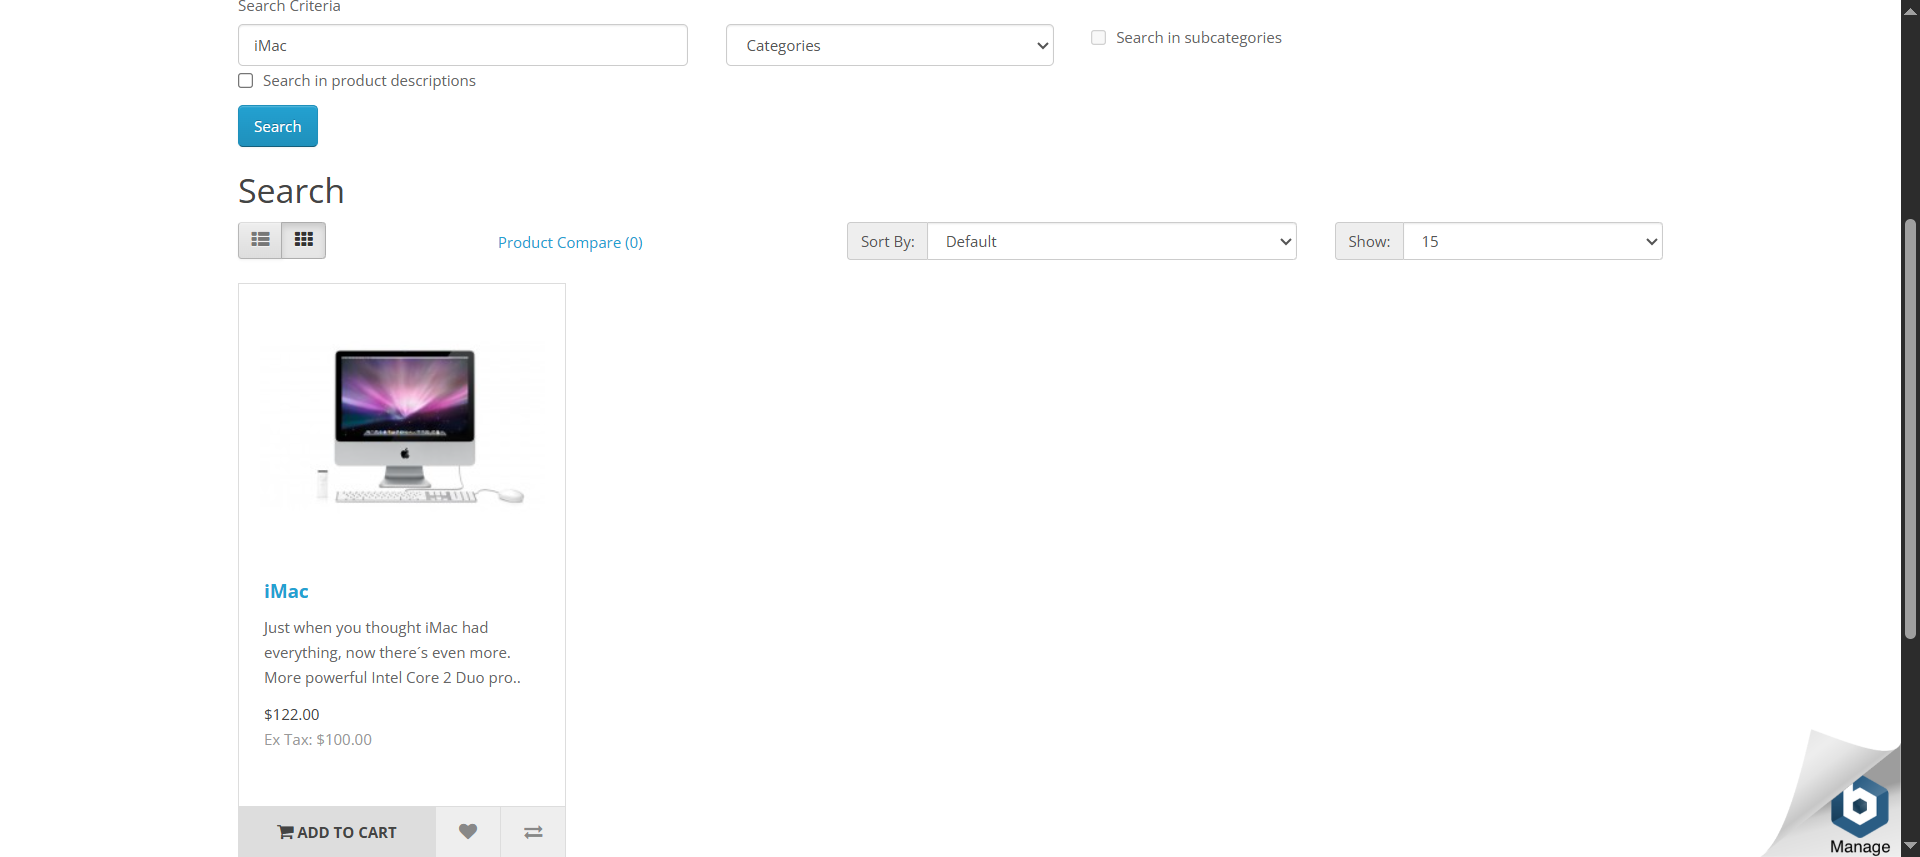 Search Criteria
iMac
Categories
Search in subcategories
Search in product descriptions
Search
Search
Product Compare (0)
Sort By:
Default
Show:
15
iMac
Just when you thought iMac had
everything, now there´s even more.
More powerful Intel Core 2 Duo pro..
$122.00
Ex Tax: $100.00
ADD TO CART
Manage